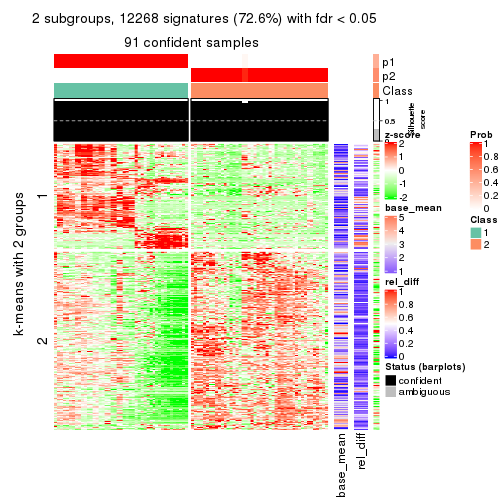 2 subgroups, 12268 signatures (72.6%) with fdr < 0.05
91 confident samples
p1
p2
Class
1
0.5
Silhouette
score
k-means with 2 groups
1
2
z-score
2
1
0
-1
-2
base_mean
5
4
3
2
1
rel_diff
1
0.8
0.6
0.4
0.2
0
Status (barplots)
confident
ambiguous
Prob
1
0.8
0.6
0.4
0.2
0
Class
1
2
base_mean
rel_diff